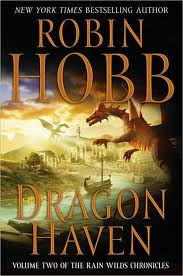 NEW YORK TIMES BESTSELLING AUTHOR
ROBIN
HOBB
DRAGON
HAVEN
VOLUME TWO OF THE RAIN WILDS CHRONICLES